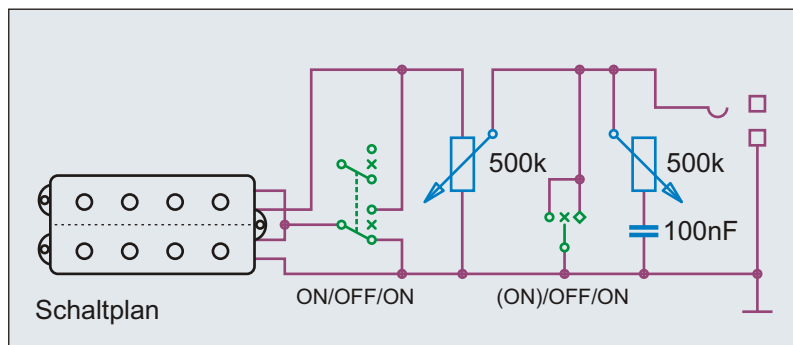 500k
500k
100nF
ON/OFF/ON
(ON)/OFF/ON
Schaltplan